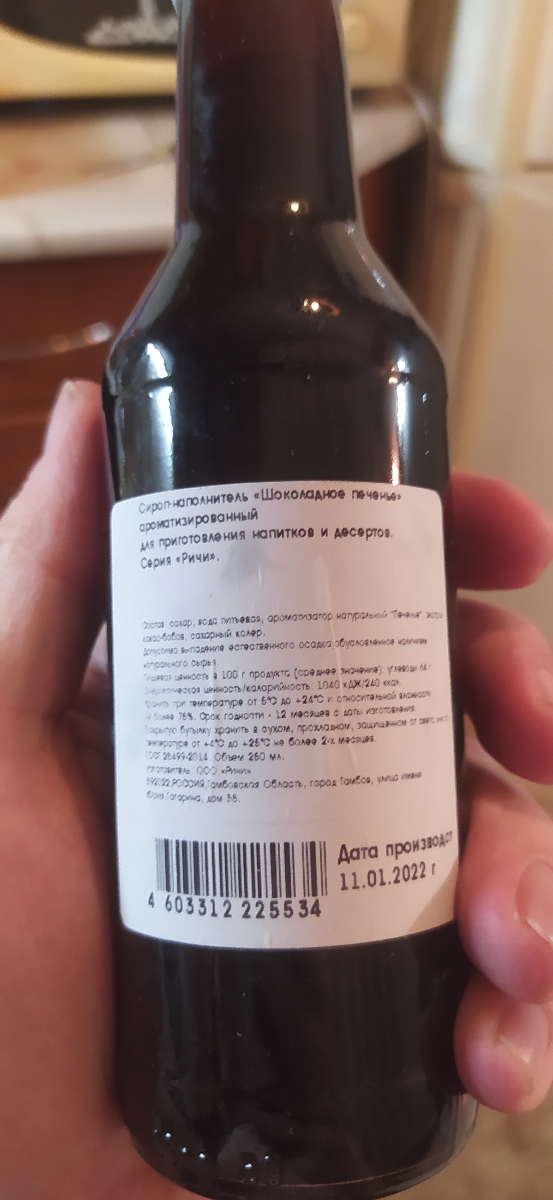 Сироп-наполнитель «Шоколадное печенье»
ароматизированный
для приготовления напитков и десертов.
Серия «Ричи».
Состав: сахар, вода питьевая, ароматизатор натуральный "Печенье",
какао-бобов, сахарный колер.
Допустимо выпадение естественного осадка, обусловленное наличием
натурального сырья.
Пищевая ценность в 100 г продукта (среднее значение): углеводы 64 г
Энергетическая ценность/калорийность: 1040 кДЖ/240 ккал.
Хранить при температуре от 5°С до +24°С и относительной влажности
не более 75%. Срок годности - 12 месяцев с даты изготовления.
Вскрытую бутылку хранить в сухом, прохладном, защищенном от света
температуре от +4°С до +25°С не более 2-х месяцев.
ГОСТ 28499-2014. Объем 250 мл.
Изготовитель: ООО «Ричи»
392022,РОССИЯ,Тамбовская Область, город Тамбов, улица имени
Юрия Гагарина, дом 38.
Дата производст
11.01.2022 г
4 603312 225534